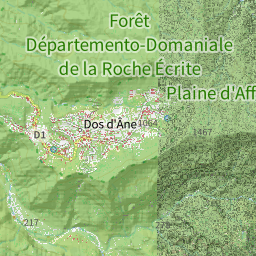 Forêt
Départemento-Domaniale
de la Roche Écrite
Plaine d'Aff
Dos d'Âne
1064
1467
D1
217